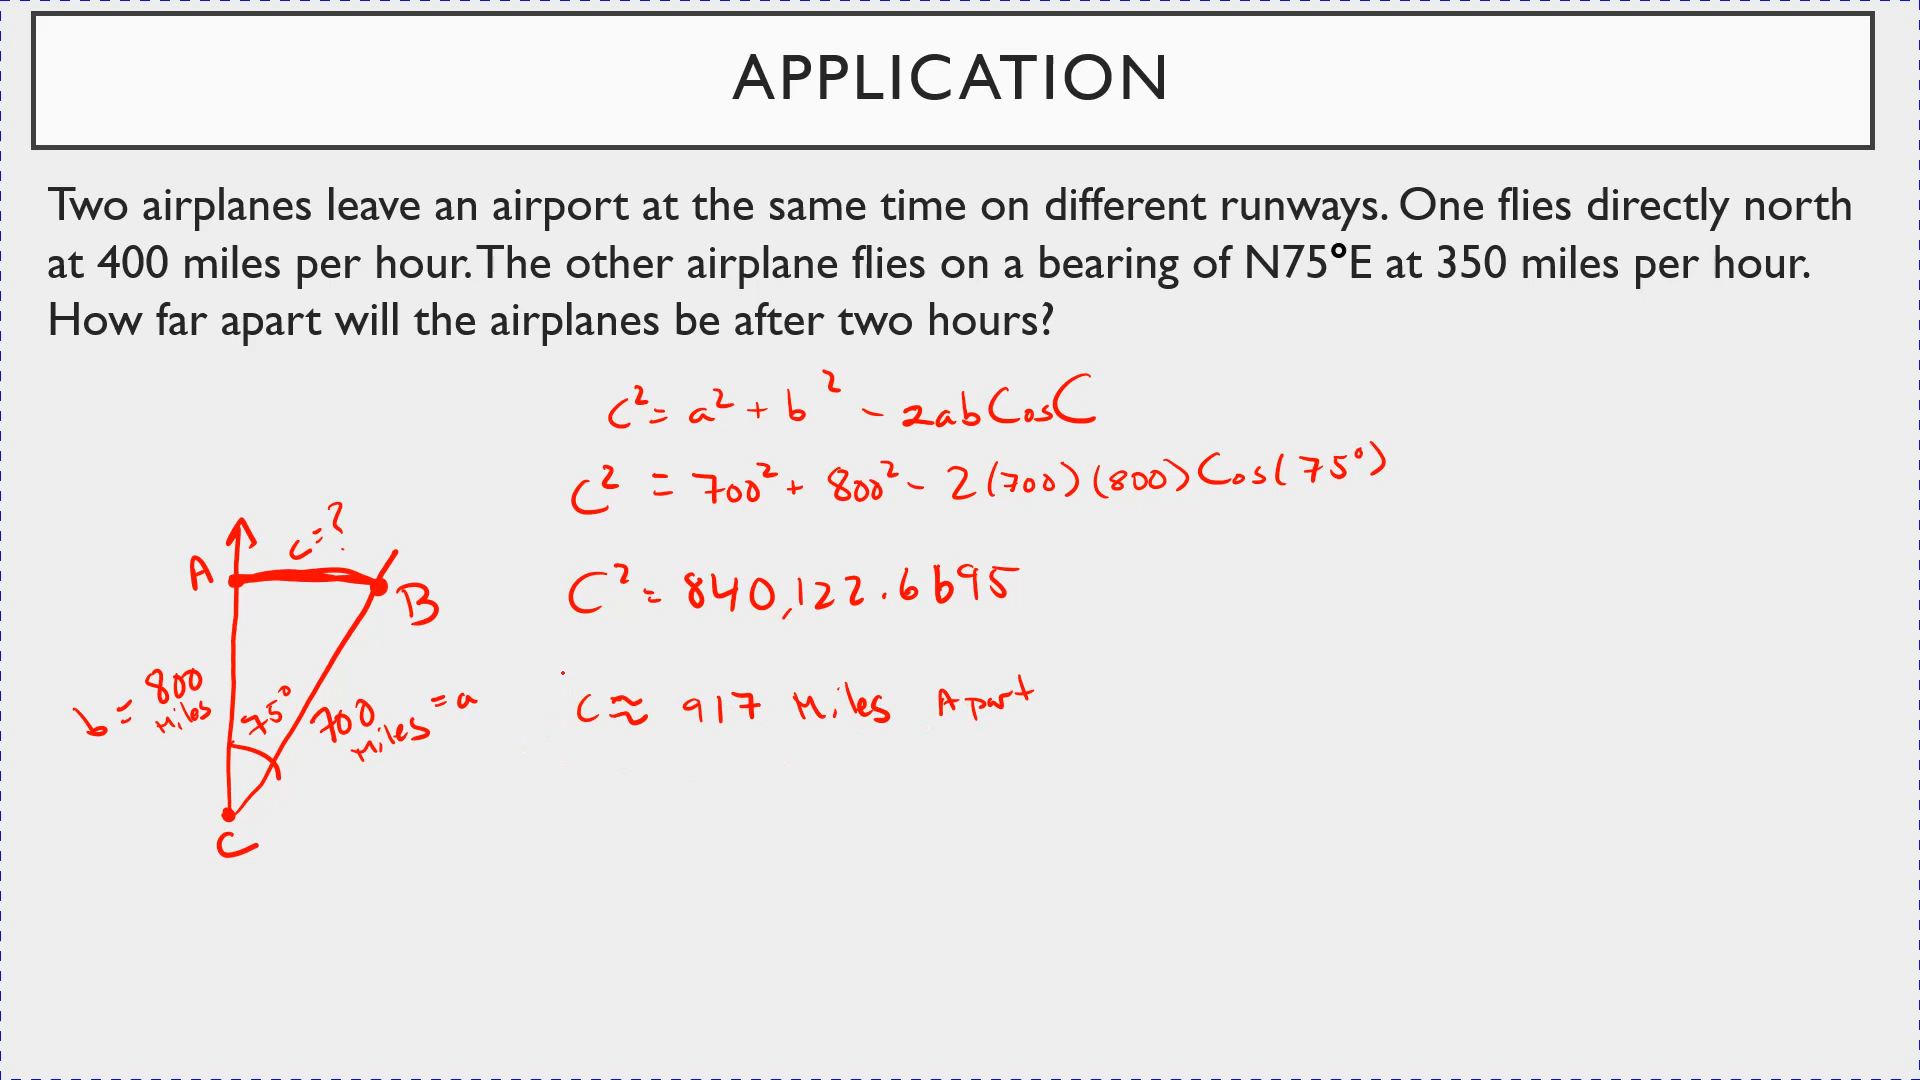 APPLICATION
Two airplanes leave an airport at the same time on different runways. One flies directly north
at 400 miles per hour. The other airplane flies on a bearing of N75°E at 350 miles per hour.
How far apart will the airplanes be after two hours?
c² = a² + b² - 2ab Cos C
c² = 700² + 800² - 2(700)(800) Cos(75°)
C² = 840,122.6695
C ≈ 917 Miles Apart
c=?
A
B
b = 800 Miles
75°
700 Miles = a
C